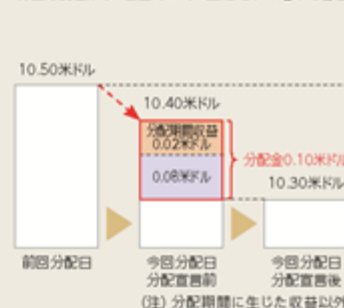 10.50米ドル
10.40米ドル
分配期間収益
0.02米ドル
0.08米ドル
分配金0.10米ドル
10.30米ドル
前回分配日
今回分配日
分配宣言前
今回分配日
分配宣言後
(注) 分配期間に生じた収益以外